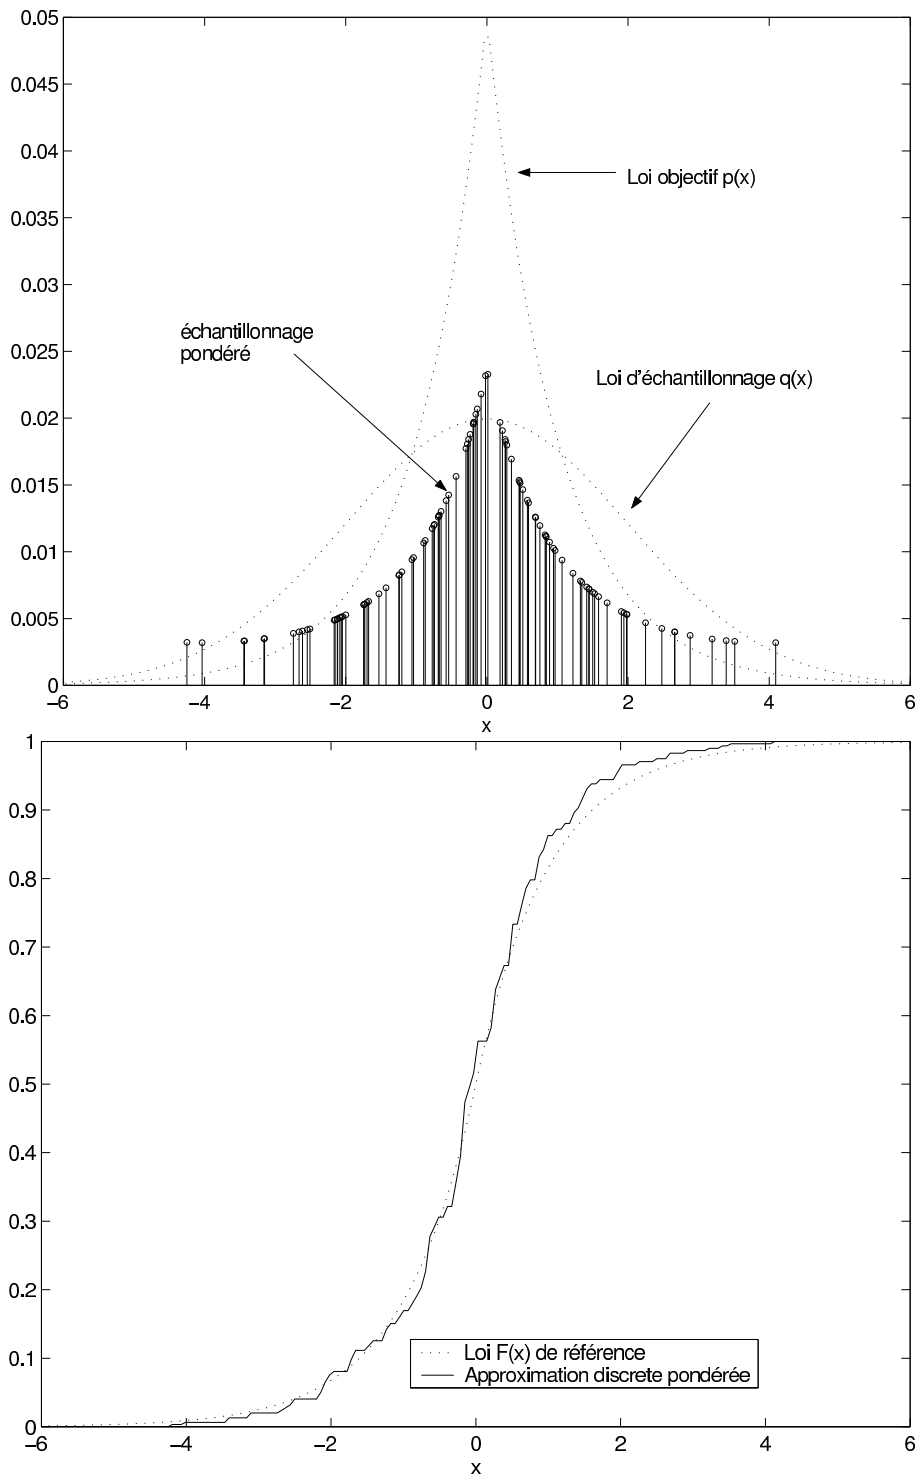 0.05
0.045
0.04
Loi objectif p(x)
0.035
0.03
échantillonnage
pondéré
0.025
Loi d'échantillonnage q(x)
0.02
0.015
0.01
0.005
0
−6 −4 −2 0 2 4 6
x
1
0.9
0.8
0.7
0.6
0.5
0.4
0.3
0.2
0.1
Loi F(x) de référence
Approximation discrete pondérée
0
−6 −4 −2 0 2 4 6
x